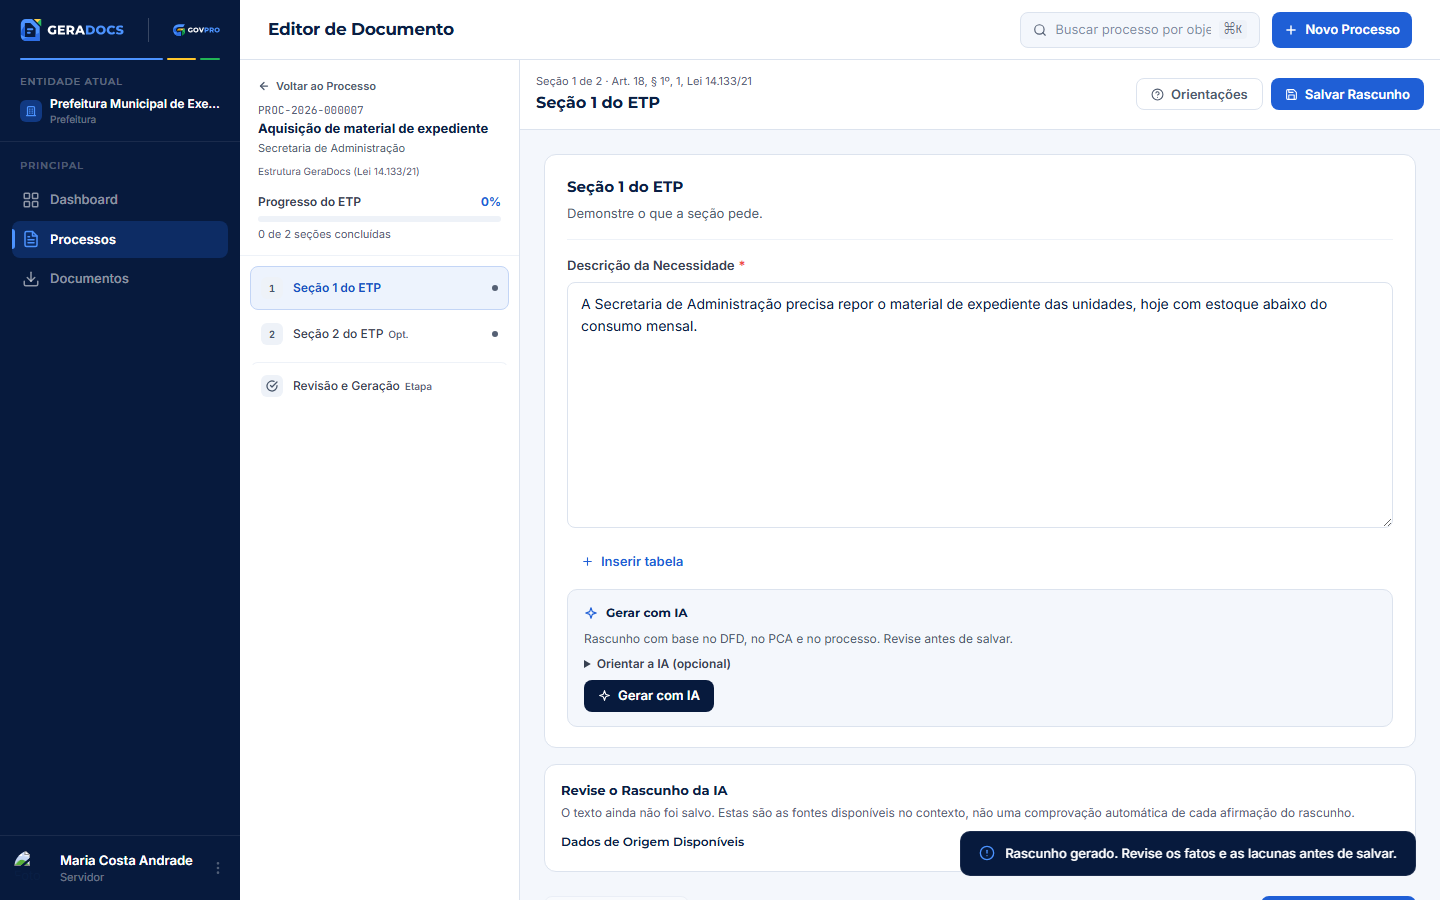 GERADOCS
GOVPRO
Editor de Documento
Buscar processo por obje
⌘K
+ Novo Processo
ENTIDADE ATUAL
Prefeitura Municipal de Exe...
Prefeitura
PRINCIPAL
Dashboard
Processos
Documentos
Maria Costa Andrade
Servidor
← Voltar ao Processo
PROC-2026-000007
Aquisição de material de expediente
Secretaria de Administração
Estrutura GeraDocs (Lei 14.133/21)
Progresso do ETP 0%
0 de 2 seções concluídas
1 Seção 1 do ETP
2 Seção 2 do ETP Opt.
Revisão e Geração Etapa
Seção 1 de 2 · Art. 18, § 1º, 1, Lei 14.133/21
Seção 1 do ETP
Orientações
Salvar Rascunho
Seção 1 do ETP
Demonstre o que a seção pede.
Descrição da Necessidade *
A Secretaria de Administração precisa repor o material de expediente das unidades, hoje com estoque abaixo do
consumo mensal.
+ Inserir tabela
Gerar com IA
Rascunho com base no DFD, no PCA e no processo. Revise antes de salvar.
Orientar a IA (opcional)
Gerar com IA
Revise o Rascunho da IA
O texto ainda não foi salvo. Estas são as fontes disponíveis no contexto, não uma comprovação automática de cada afirmação do rascunho.
Dados de Origem Disponíveis
Rascunho gerado. Revise os fatos e as lacunas antes de salvar.